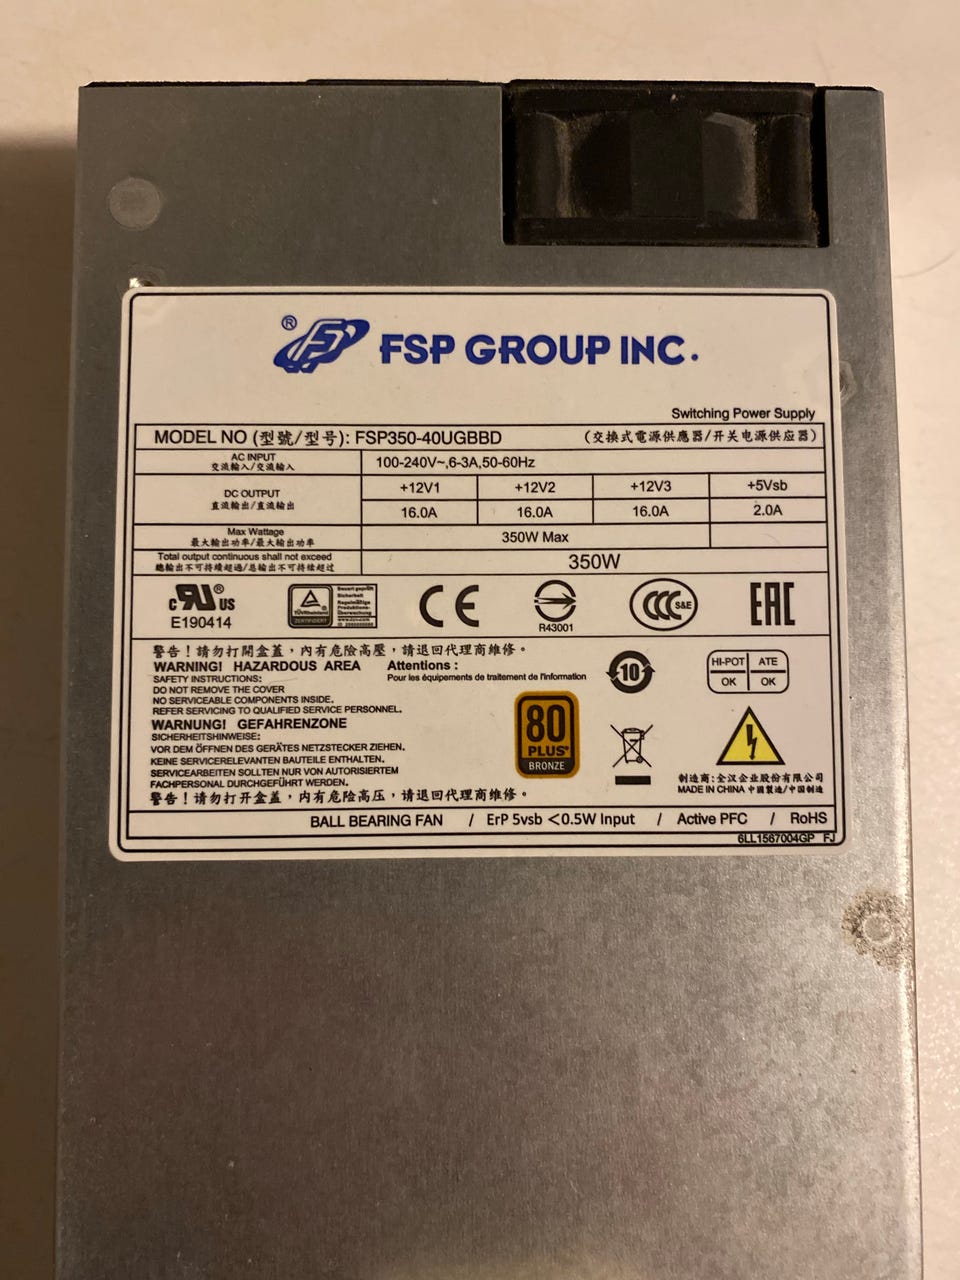 ® FSP GROUP INC.
Switching Power Supply
MODEL NO (型號/型号): FSP350-40UGBBD (交換式電源供應器/开关电源供应器)
AC INPUT
交流輸入/交流输入
100-240V~,6-3A,50-60Hz
DC OUTPUT
直流輸出/直流输出
+12V1 +12V2 +12V3 +5Vsb
16.0A 16.0A 16.0A 2.0A
Max Wattage
最大輸出功率/最大输出功率
350W Max
Total output continuous shall not exceed
總輸出不可持續超過/总输出不可持续超过
350W
c RU ® US
E190414
TÜVRheinland
CERTIFIED
Bauart geprüft
Sicherheit
Regelmäßige
Produktions-
überwachung
CE
R43001
CCC S&E
EAC
警告！請勿打開盒蓋，內有危險高壓，請退回代理商維修。
WARNING! HAZARDOUS AREA
SAFETY INSTRUCTIONS:
DO NOT REMOVE THE COVER
NO SERVICEABLE COMPONENTS INSIDE.
REFER SERVICING TO QUALIFIED SERVICE PERSONNEL.
Attentions :
Pour les équipements de traitement de l'information
WARNUNG! GEFAHRENZONE
SICHERHEITSHINWEISE:
VOR DEM ÖFFNEN DES GERÄTES NETZSTECKER ZIEHEN.
KEINE SERVICERELEVANTEN BAUTEILE ENTHALTEN.
SERVICEARBEITEN SOLLTEN NUR VON AUTORISIERTEM
FACHPERSONAL DURCHGEFÜHRT WERDEN.
警告！请勿打开盒盖，内有危险高压，请退回代理商维修。
80
PLUS®
BRONZE
10
HI-POT ATE
OK OK
制造商:全汉企业股份有限公司
MADE IN CHINA 中國製造/中国制造
BALL BEARING FAN / ErP 5vsb <0.5W Input / Active PFC / RoHS
6LL1567004GP FJ